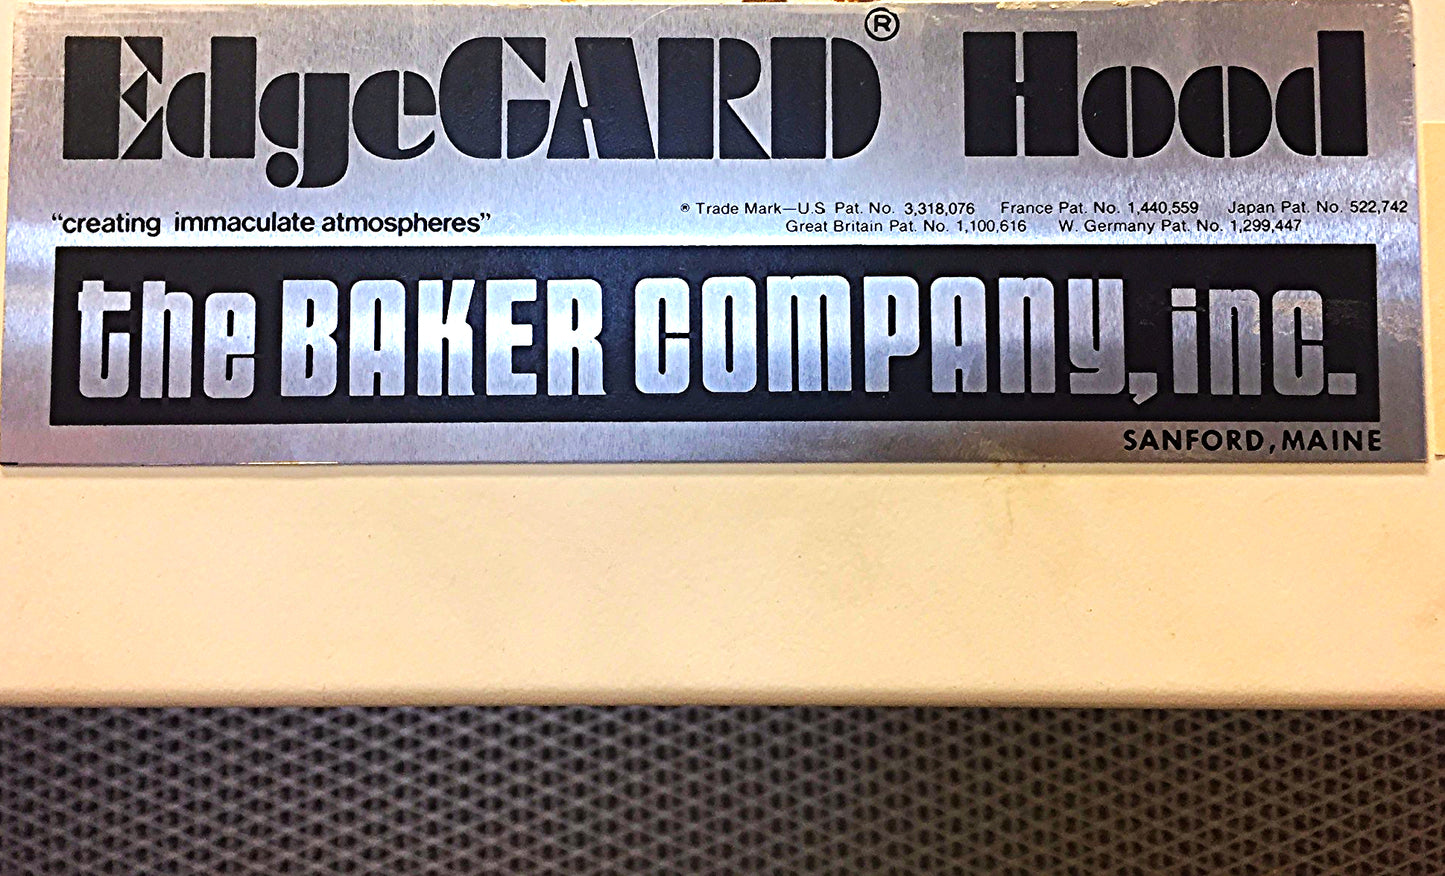 EdgeGARD® Hood
"creating immaculate atmospheres"
® Trade Mark—U.S. Pat. No. 3,318,076 France Pat. No. 1,440,559 Japan Pat. No. 522,742
Great Britain Pat. No. 1,100,616 W. Germany Pat. No. 1,299,447
the BAKER COMPANY, inc.
SANFORD, MAINE